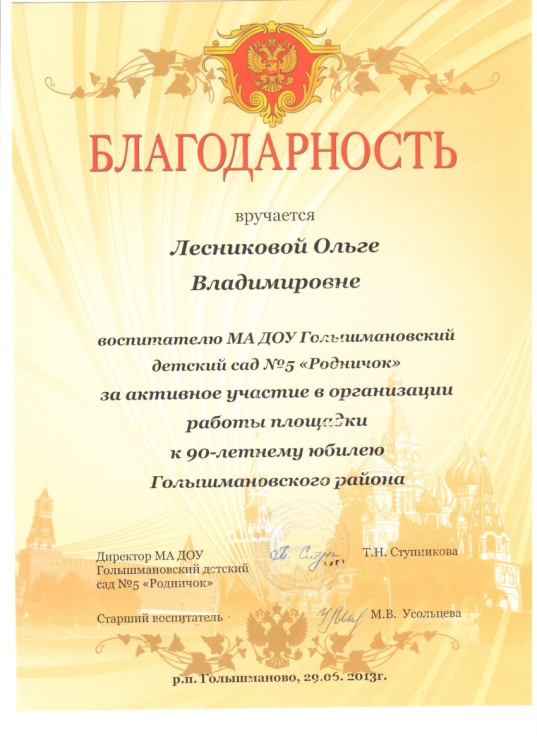 БЛАГОДАРНОСТЬ
вручается
Лесниковой Ольге
Владимировне
воспитателю МА ДОУ Голышмановский
детский сад №5 «Родничок»
за активное участие в организации
работы площадки
к 90-летнему юбилею
Голышмановского района
Директор МА ДОУ
Голышмановский детский
сад №5 «Родничок»
Т.Н. Ступникова
Старший воспитатель
М.В. Усольцева
р.п. Голышманово, 29.06. 2013г.